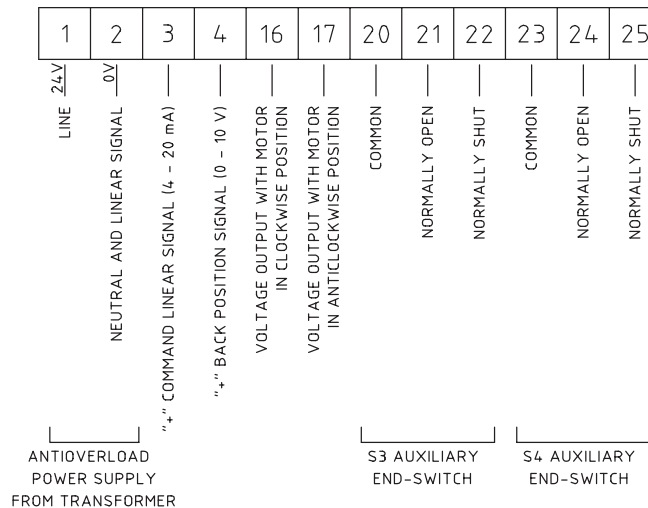 1 2 3 4 16 17 20 21 22 23 24 25
24V
LINE
0V
NEUTRAL AND LINEAR SIGNAL
"+" COMMAND LINEAR SIGNAL (4 - 20 mA)
"+" BACK POSITION SIGNAL (0 - 10 V)
VOLTAGE OUTPUT WITH MOTOR
IN CLOCKWISE POSITION
VOLTAGE OUTPUT WITH MOTOR
IN ANTICLOCKWISE POSITION
COMMON
NORMALLY OPEN
NORMALLY SHUT
COMMON
NORMALLY OPEN
NORMALLY SHUT
ANTIOVERLOAD
POWER SUPPLY
FROM TRANSFORMER
S3 AUXILIARY
END-SWITCH
S4 AUXILIARY
END-SWITCH